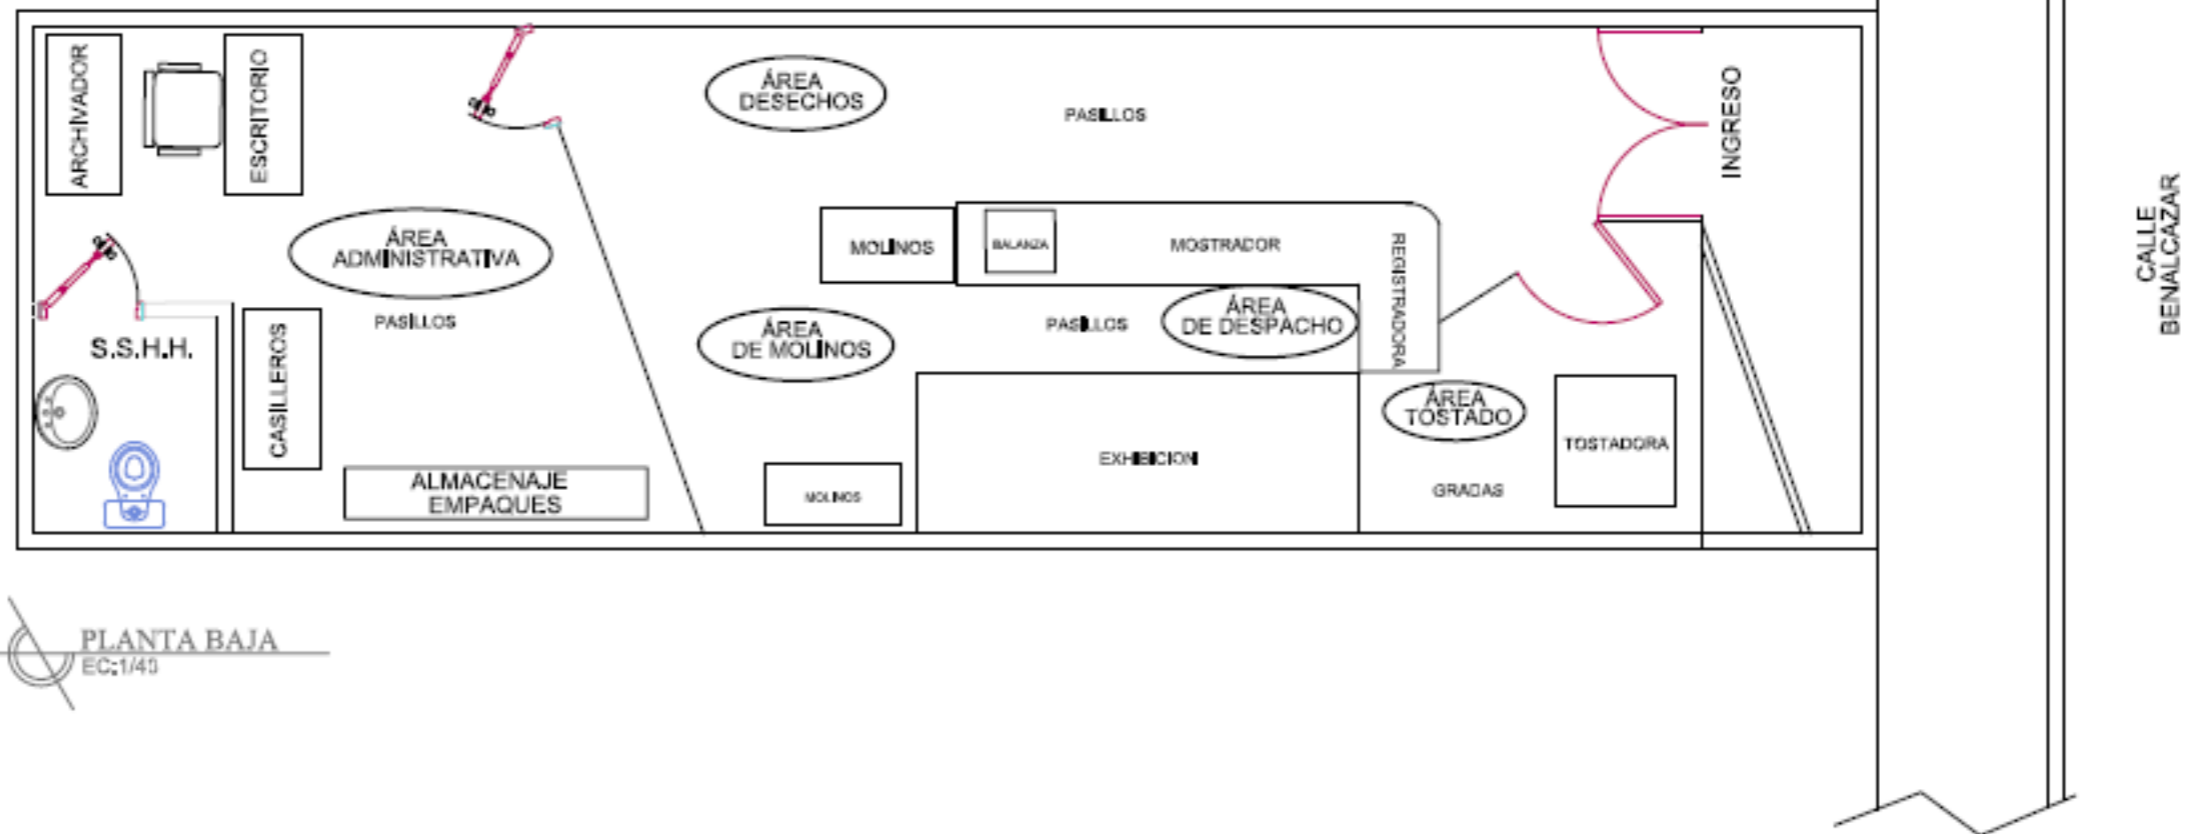 ARCHIVADOR
ESCRITORIO
ÁREA
DESECHOS
PASILLOS
INGRESO
CALLE
BENALCAZAR
ÁREA
ADMINISTRATIVA
MOLINOS
BALANZA
MOSTRADOR
REGISTRADORA
PASILLOS
ÁREA
DE MOLINOS
PASILLOS
ÁREA
DE DESPACHO
S.S.H.H.
CASILLEROS
ÁREA
TOSTADO
TOSTADORA
EXHIBICION
GRADAS
ALMACENAJE
EMPAQUES
MOLINOS
PLANTA BAJA
EC:1/40